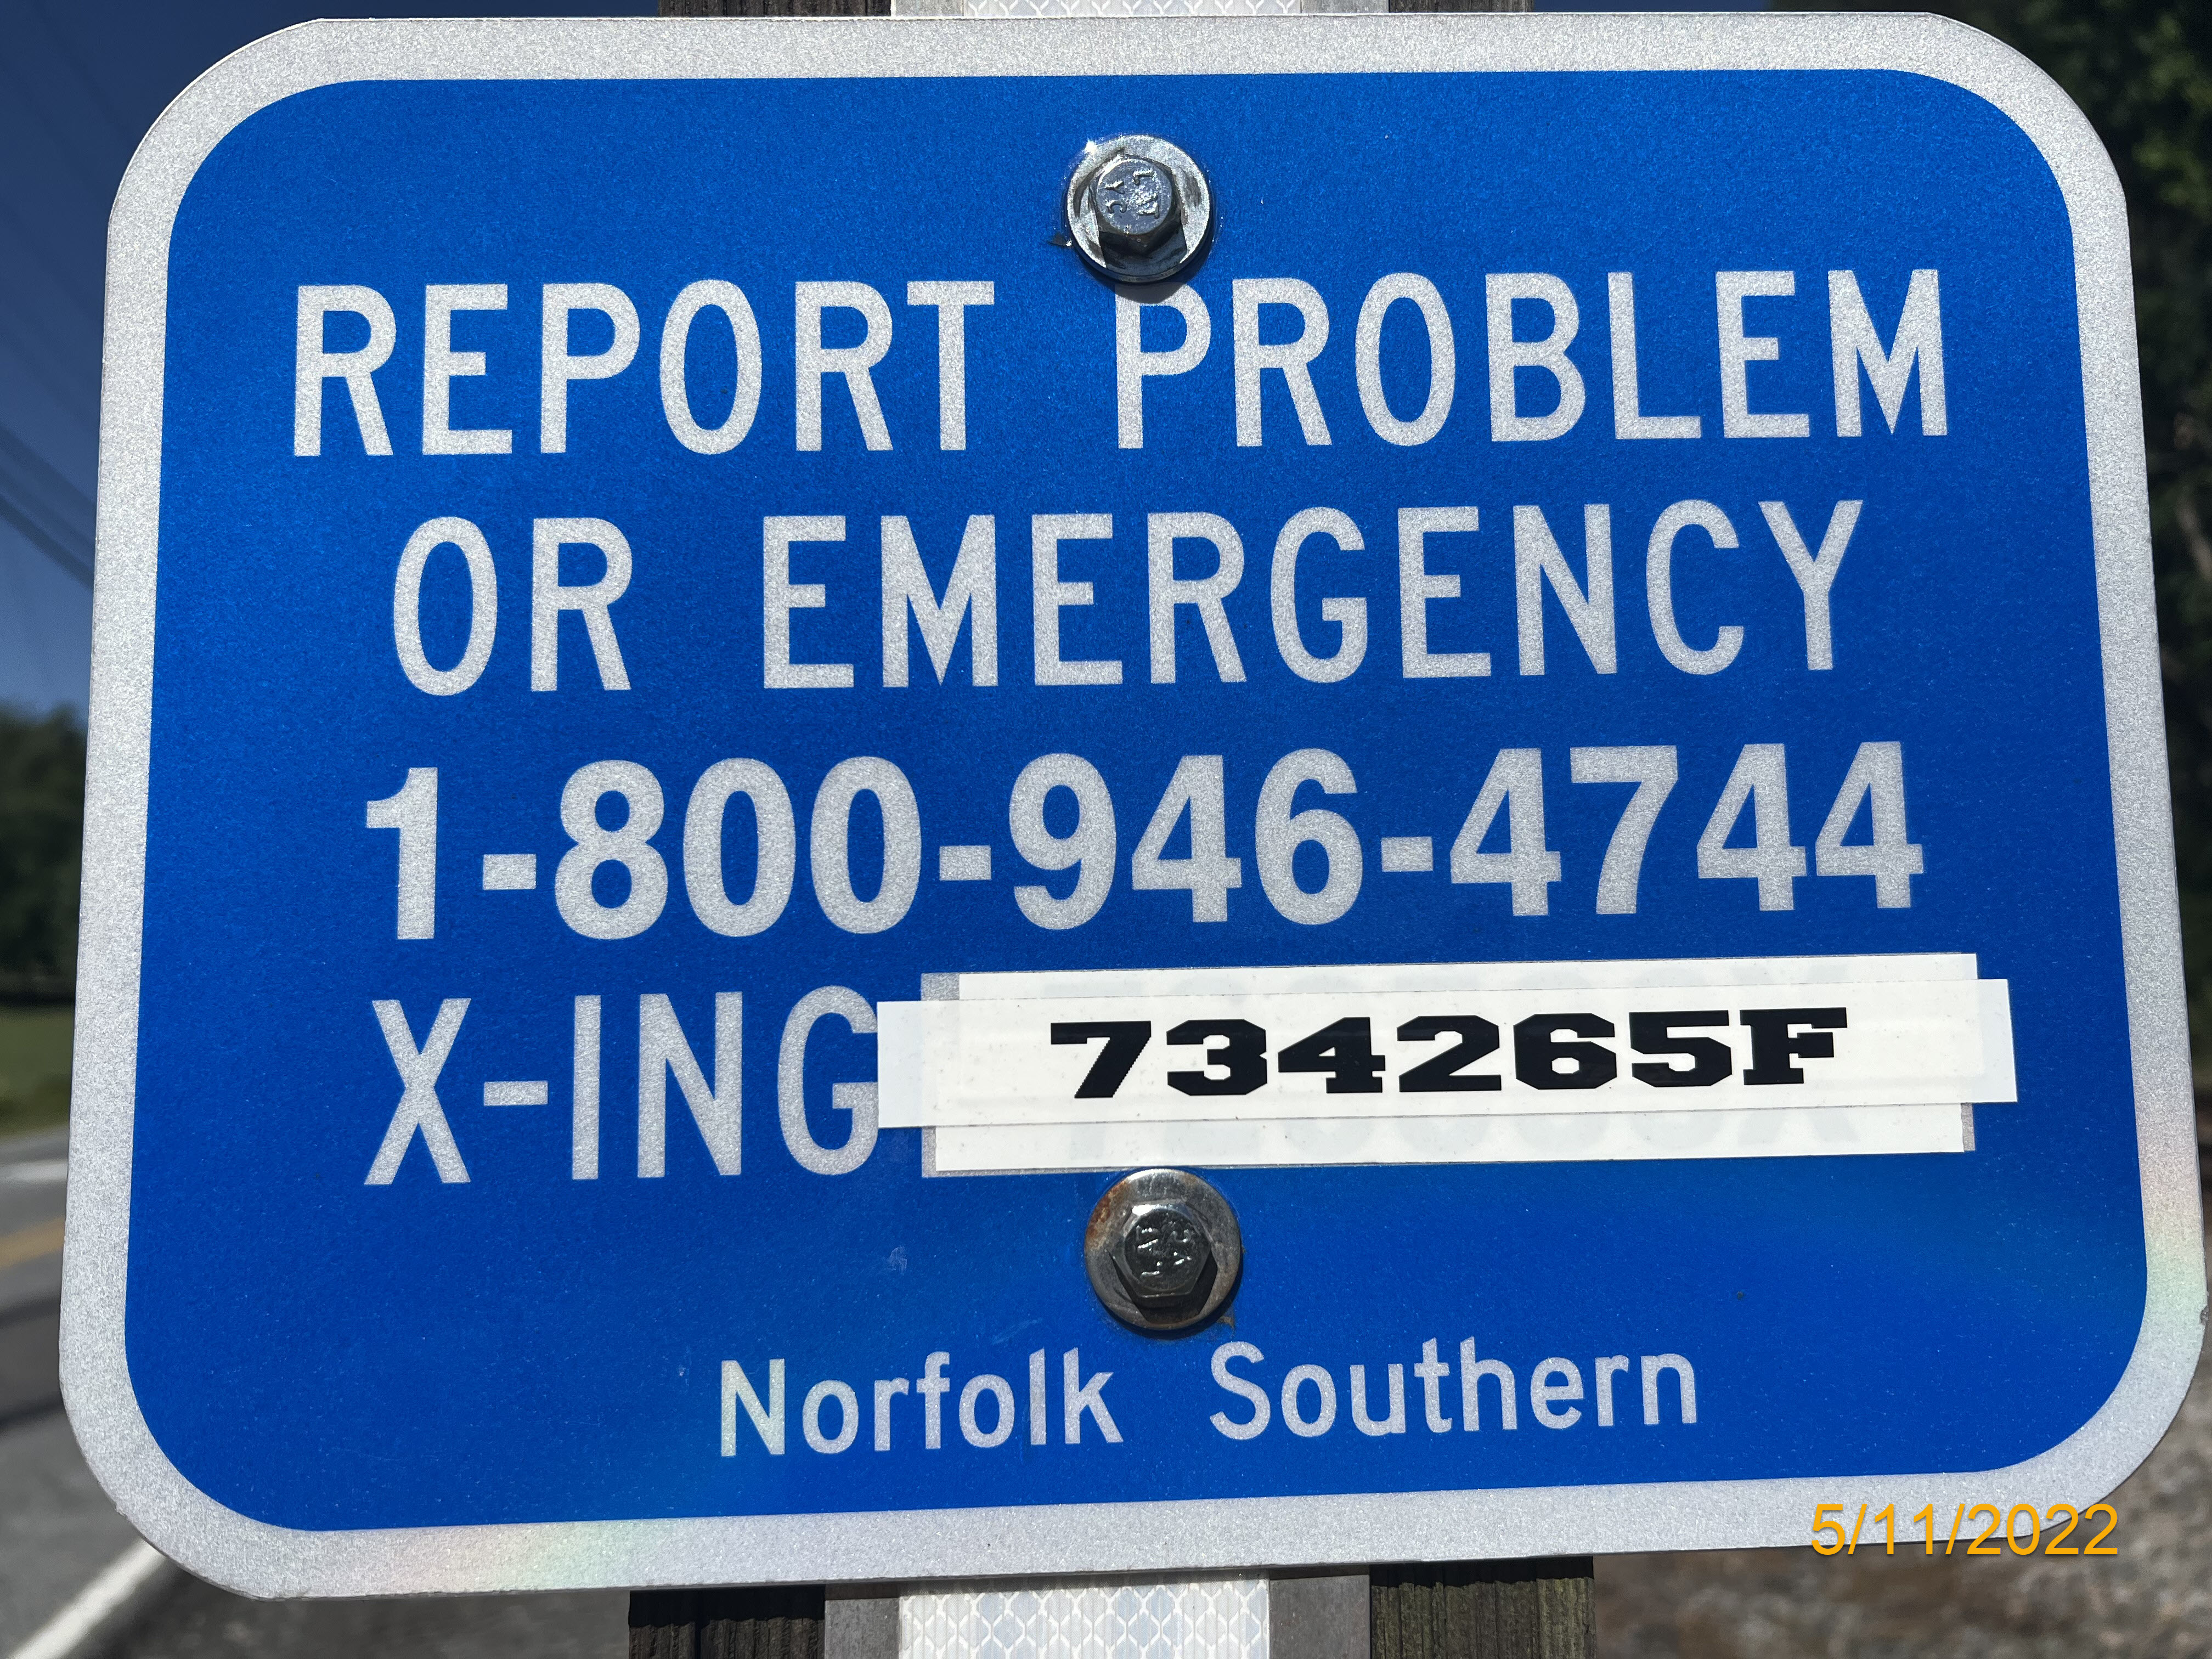 REPORT PROBLEM
OR EMERGENCY
1-800-946-4744
X-ING 734265F
Norfolk Southern
5/11/2022